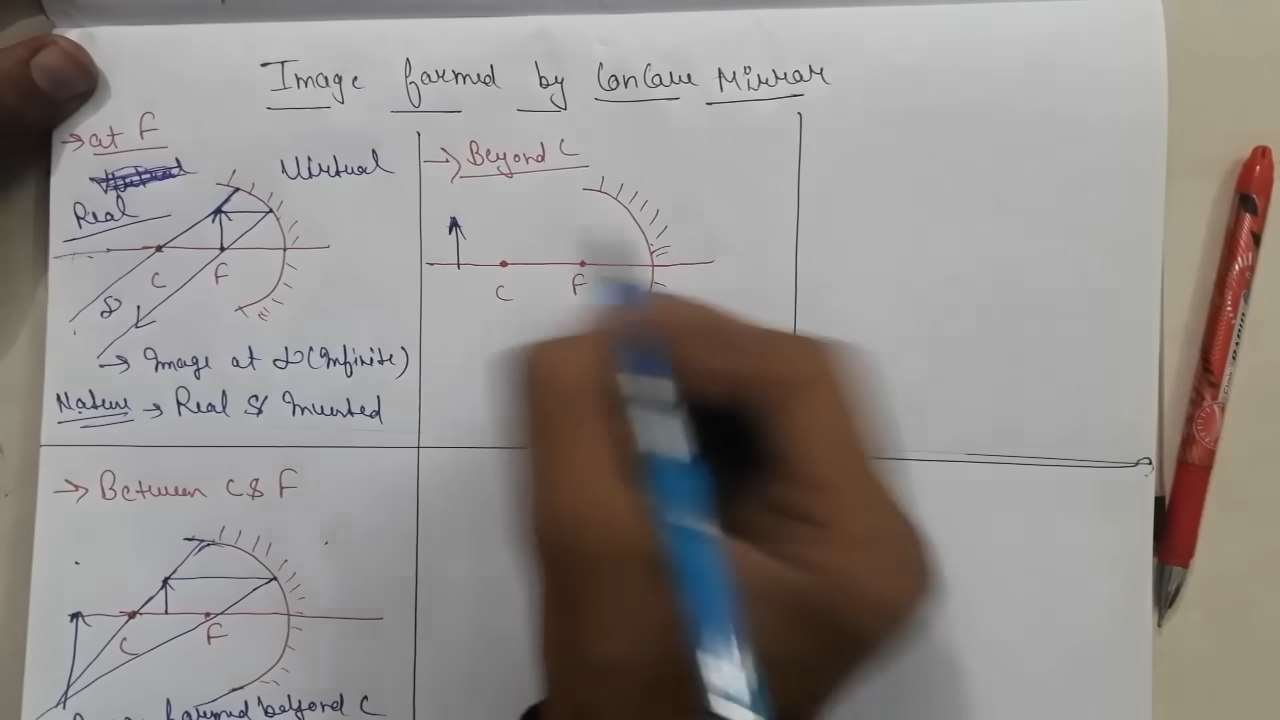 Image formed by Concave Mirror
→ at F
Virtual
Real
C F
∞
→ Image at ∞ (Infinite)
Nature → Real & Inverted
→ Beyond C
C F
→ Between C & F
C F
formed beyond C